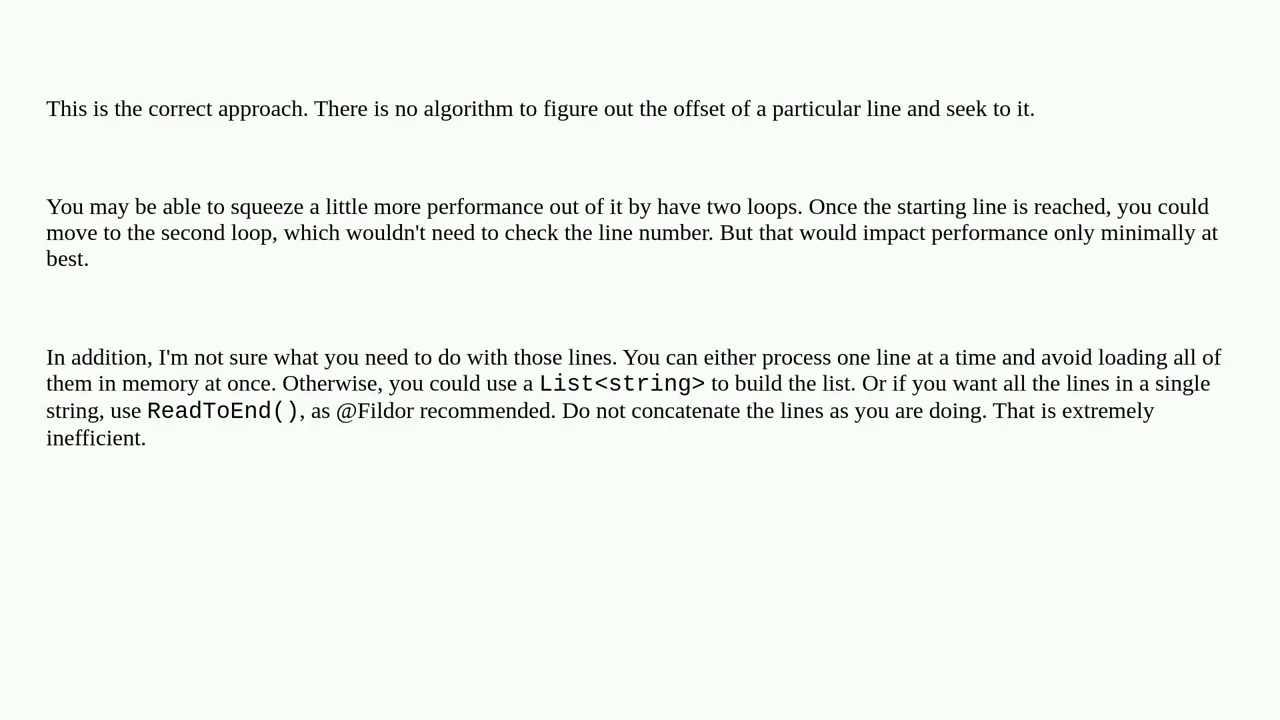 This is the correct approach. There is no algorithm to figure out the offset of a particular line and seek to it.
You may be able to squeeze a little more performance out of it by have two loops. Once the starting line is reached, you could
move to the second loop, which wouldn't need to check the line number. But that would impact performance only minimally at
best.
In addition, I'm not sure what you need to do with those lines. You can either process one line at a time and avoid loading all of
them in memory at once. Otherwise, you could use a List<string> to build the list. Or if you want all the lines in a single
string, use ReadToEnd(), as @Fildor recommended. Do not concatenate the lines as you are doing. That is extremely
inefficient.